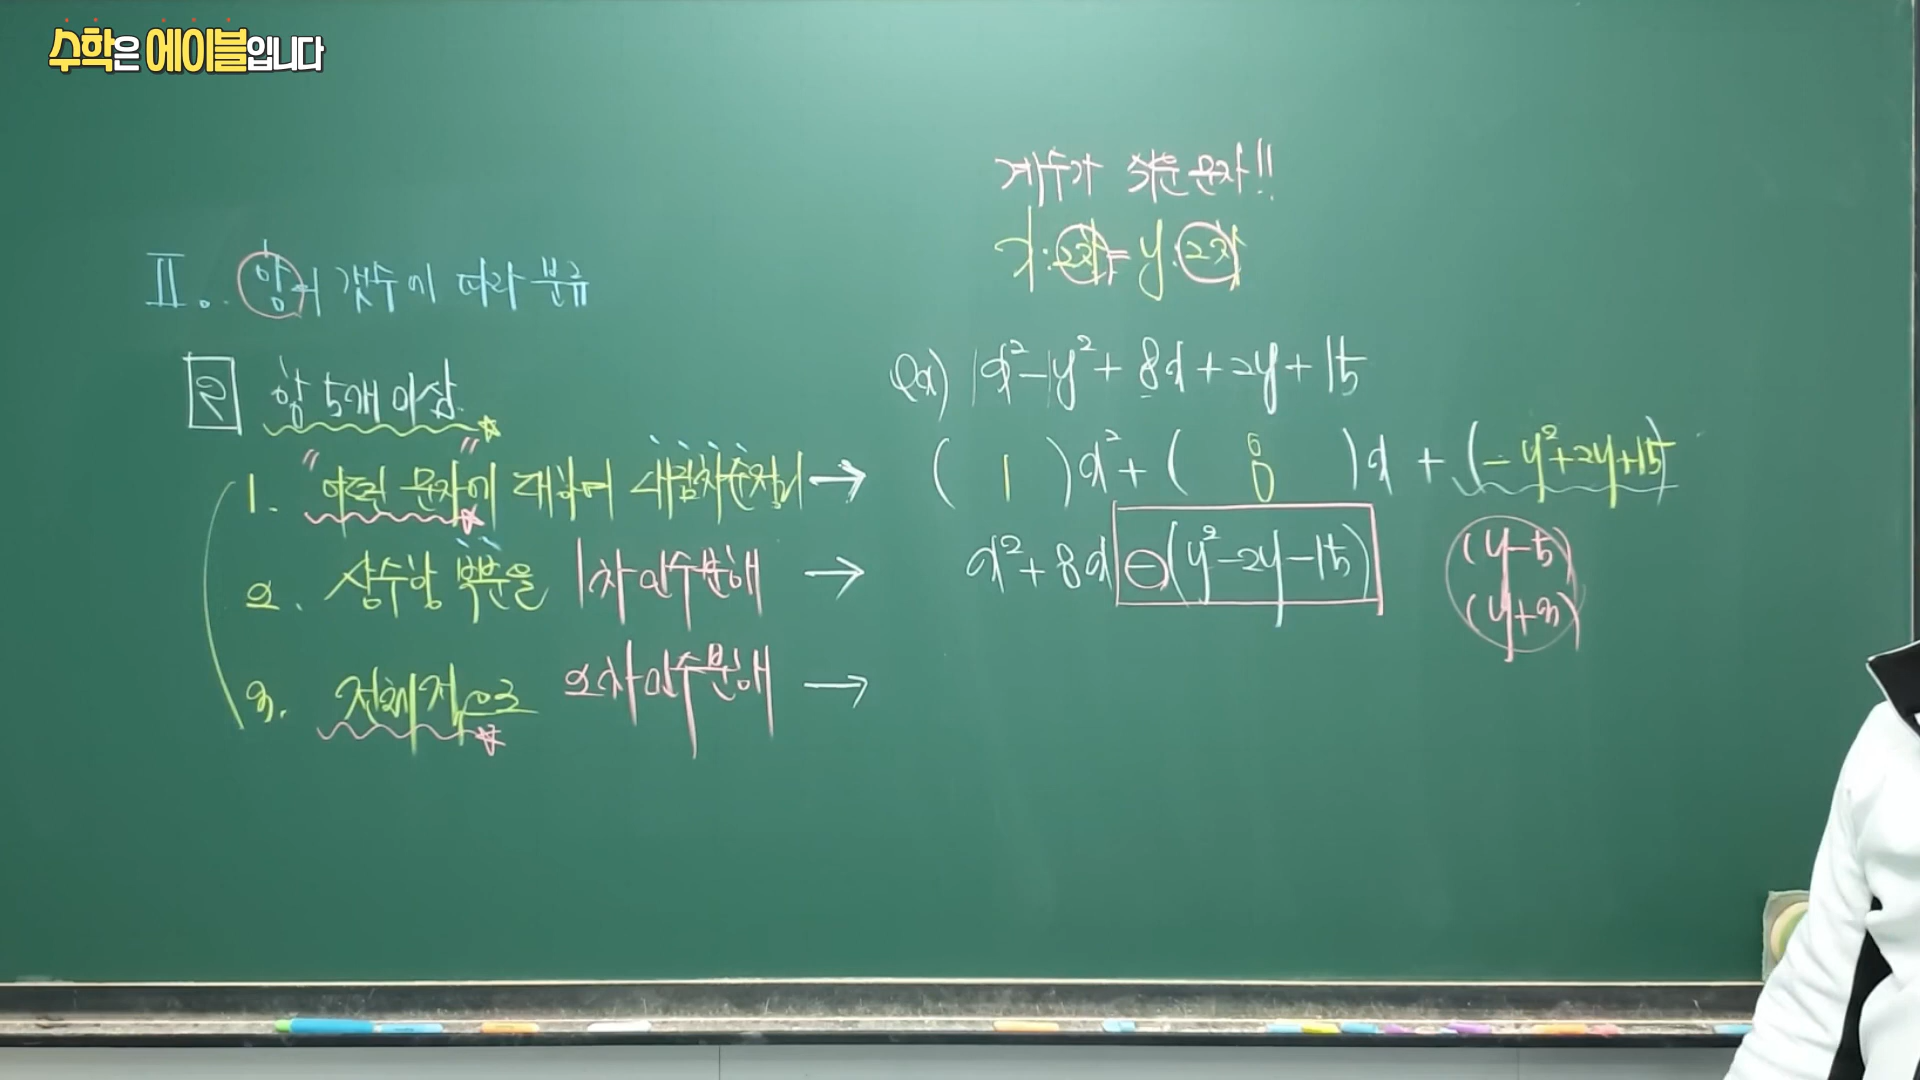 수학은 에이블입니다
계수가 작은 문자!!
x : 2차 = y : 2차
Ⅱ. 항의 갯수에 따라 분류
2 항 5개 이상
ex) 1x²-1y²+8x+2y+15
1. "어떤 문자"에 대하여 내림차순정리 → ( 1 )x²+( 8 )x+(-y²+2y+15)
2. 상수항 부분을 1차 인수분해 → x²+8x-(y²-2y-15) (y-5)
(y+3)
3. 전체적으로 2차 인수분해 →